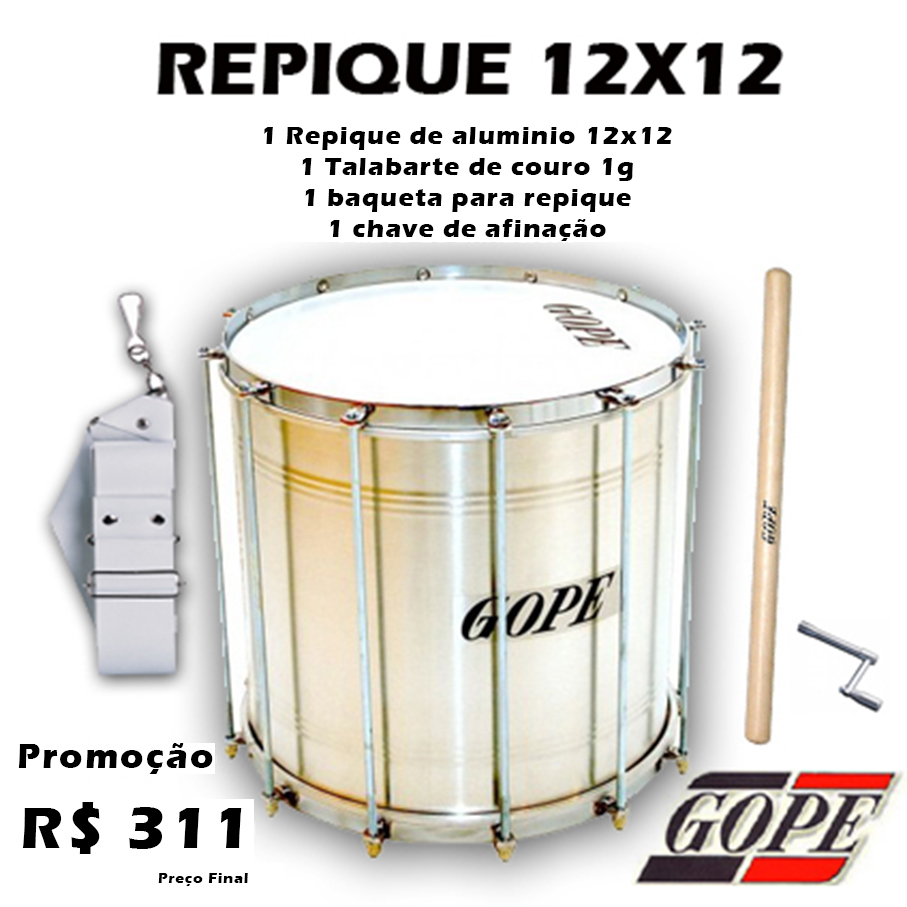 REPIQUE 12X12
1 Repique de aluminio 12x12
1 Talabarte de couro 1g
1 baqueta para repique
1 chave de afinação
GOPE
GOPE
GOPE
Promoção
R$ 311
Preço Final
GOPE